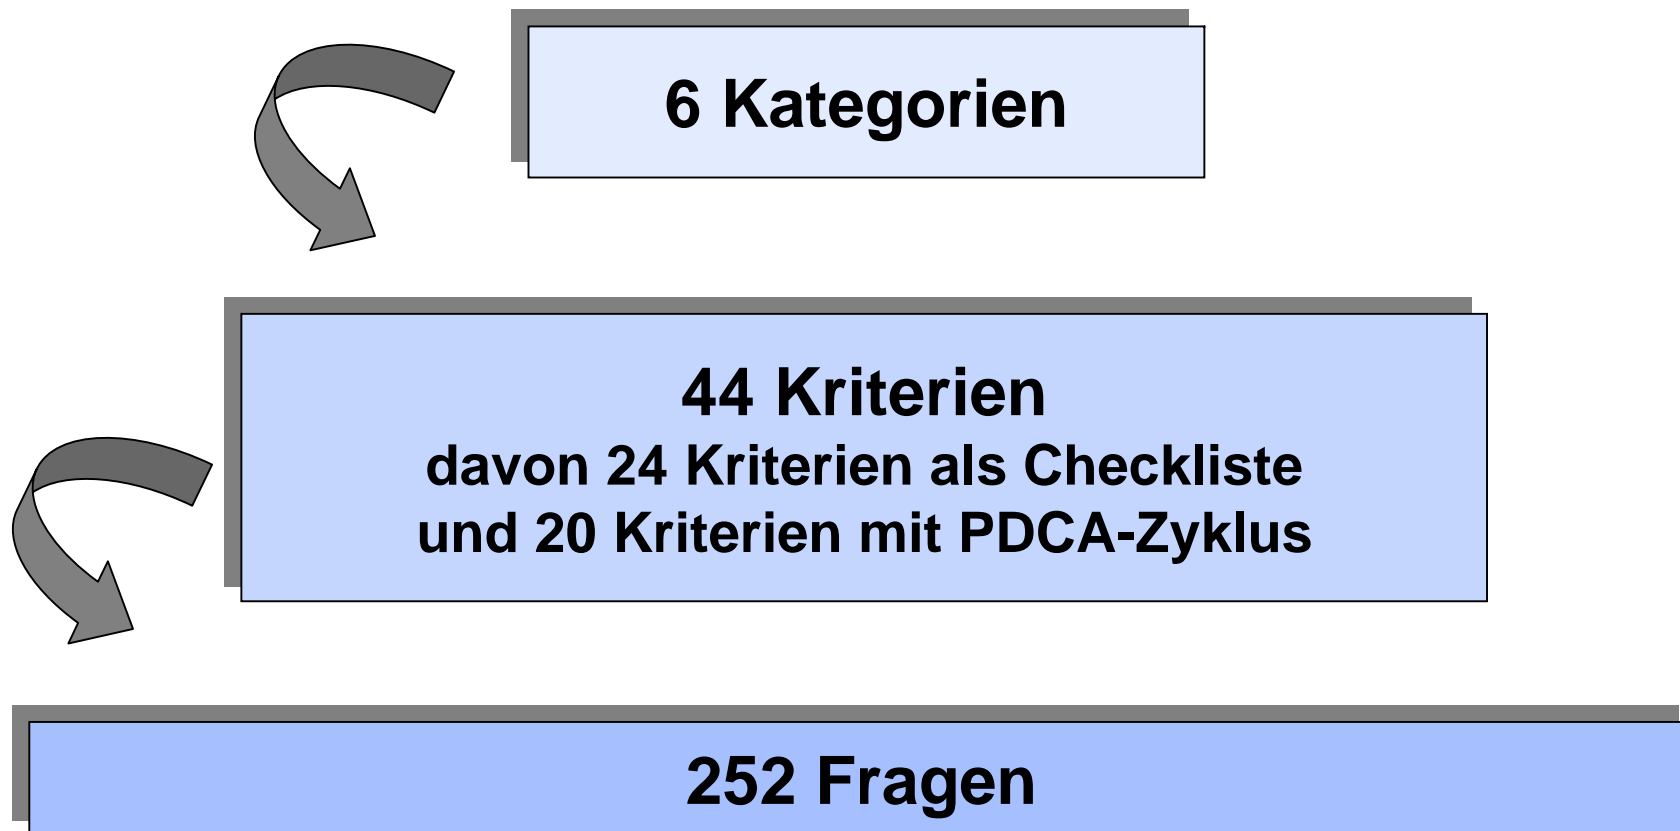 6 Kategorien
44 Kriterien
davon 24 Kriterien als Checkliste
und 20 Kriterien mit PDCA-Zyklus
252 Fragen